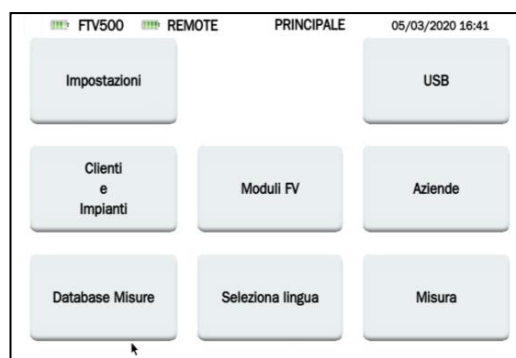 FTV500 REMOTE PRINCIPALE 05/03/2020 16:41
Impostazioni USB
Clienti
e
Impianti
Moduli FV Aziende
Database Misure Seleziona lingua Misura